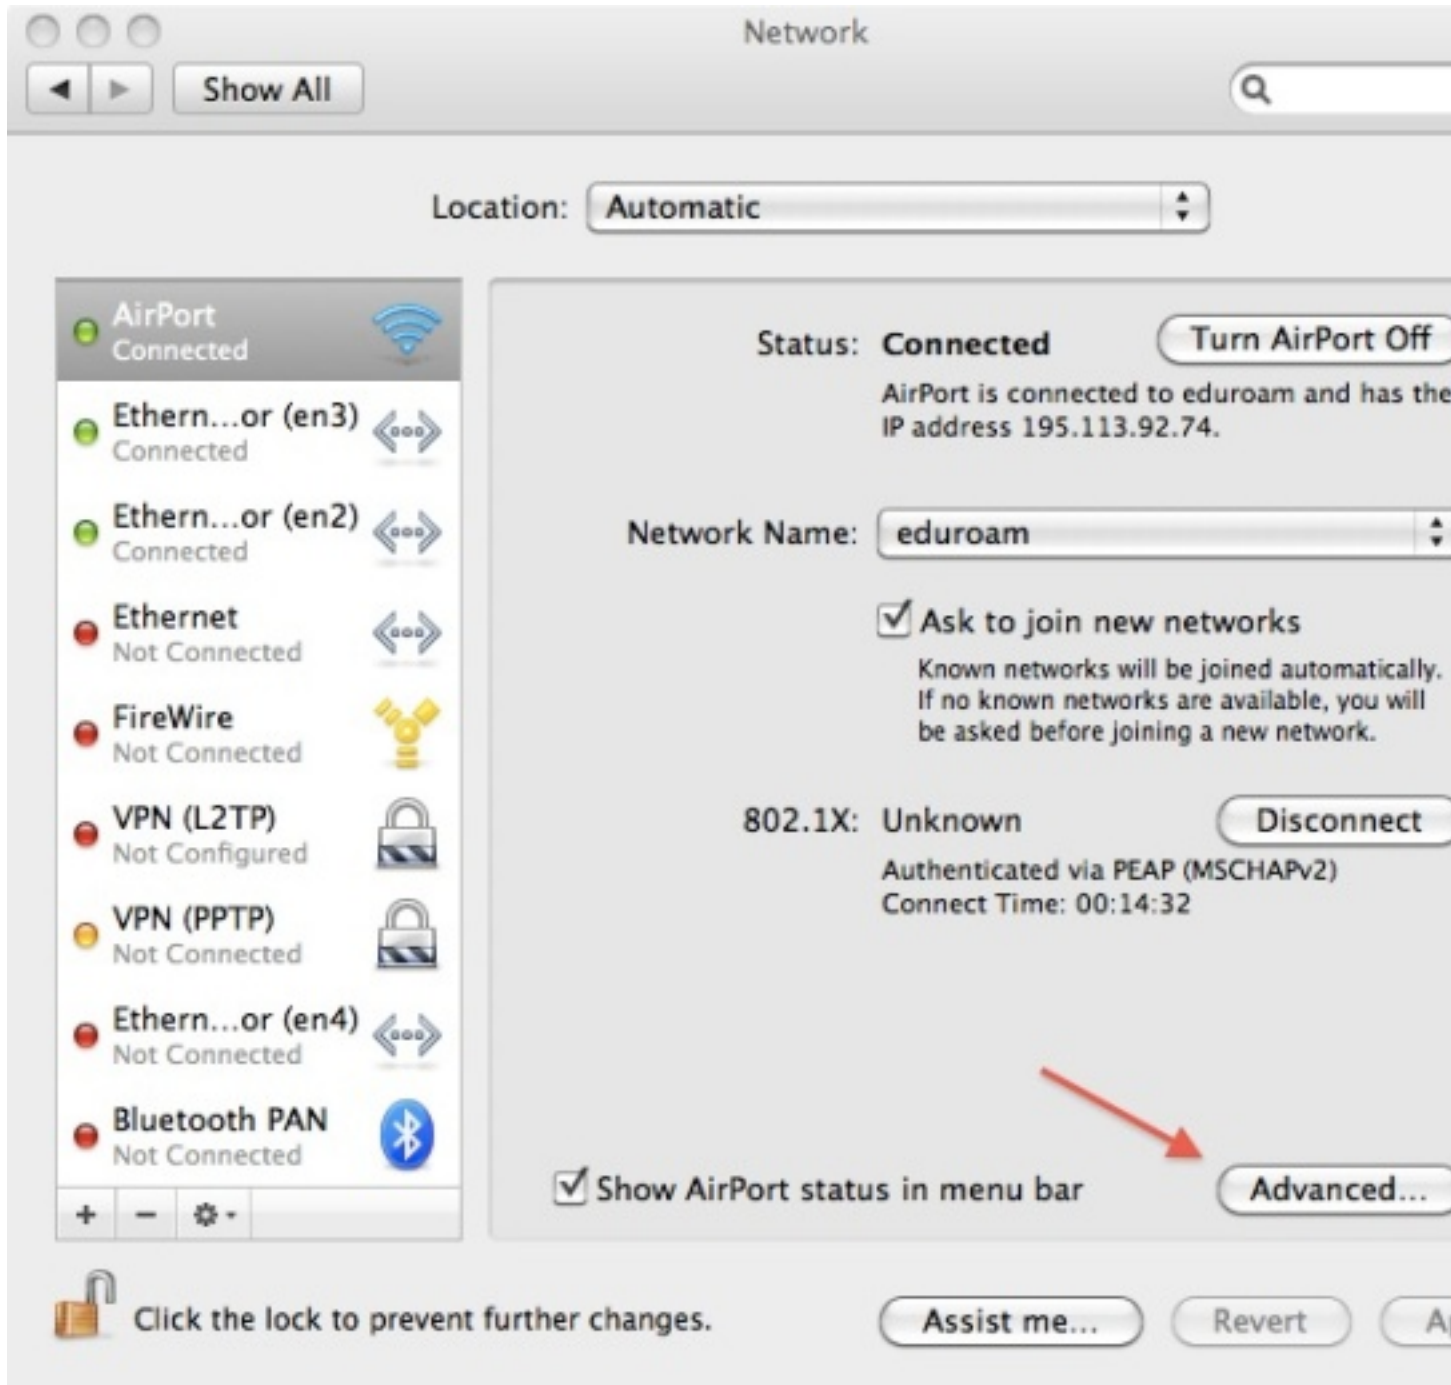 Network
Show All
Location: Automatic
AirPort
Connected
Ethern...or (en3)
Connected
Ethern...or (en2)
Connected
Ethernet
Not Connected
FireWire
Not Connected
VPN (L2TP)
Not Configured
VPN (PPTP)
Not Connected
Ethern...or (en4)
Not Connected
Bluetooth PAN
Not Connected
Status: Connected Turn AirPort Off
AirPort is connected to eduroam and has the
IP address 195.113.92.74.
Network Name: eduroam
Ask to join new networks
Known networks will be joined automatically.
If no known networks are available, you will
be asked before joining a new network.
802.1X: Unknown Disconnect
Authenticated via PEAP (MSCHAPv2)
Connect Time: 00:14:32
Show AirPort status in menu bar Advanced...
Click the lock to prevent further changes. Assist me... Revert